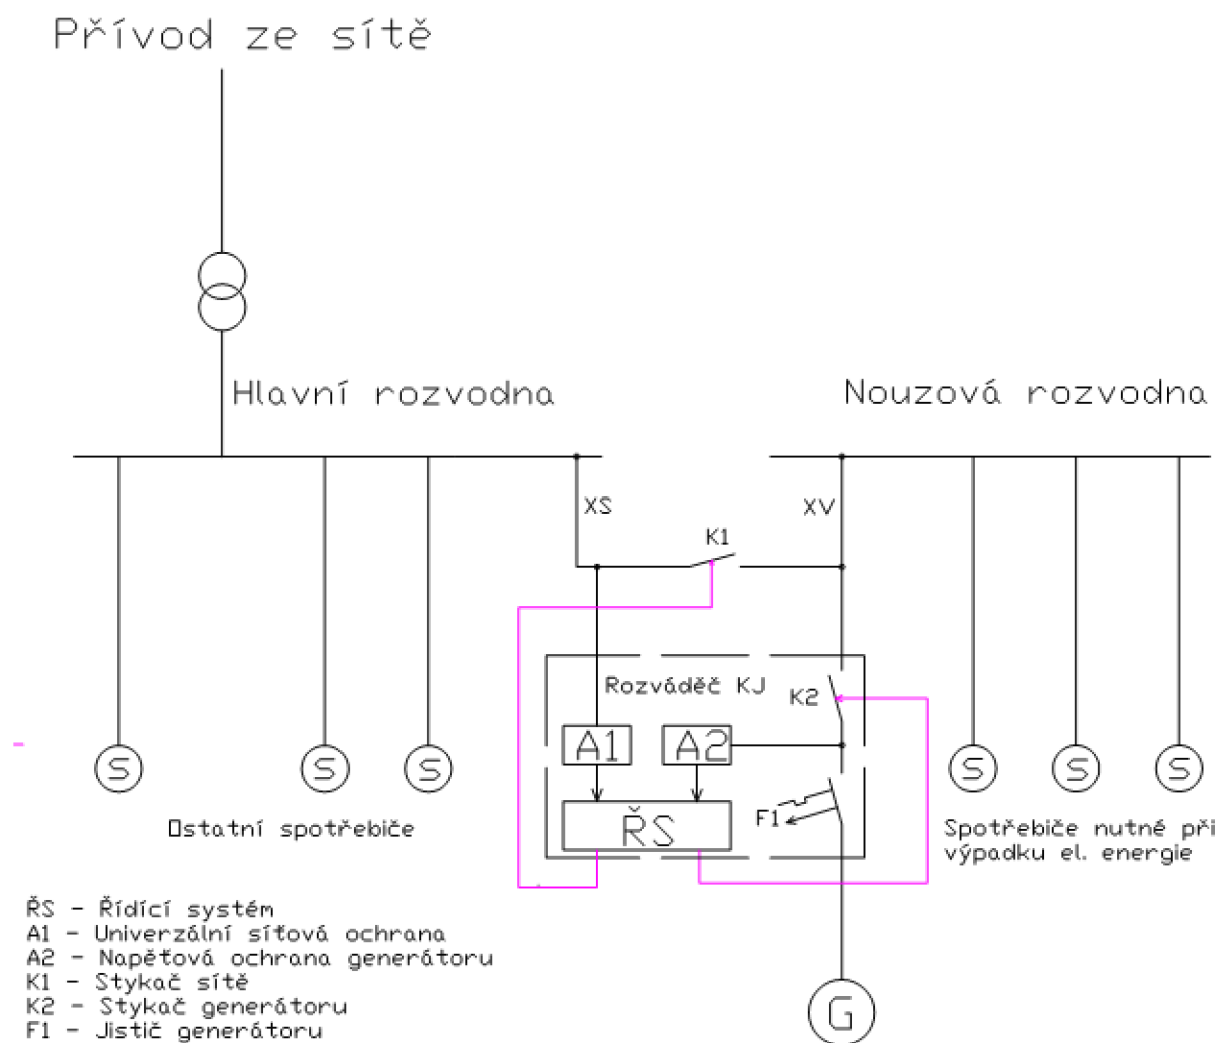 Přívod ze sítě
Hlavní rozvodna
Nouzová rozvodna
XS
XV
K1
Rozváděč KJ
K2
A1
A2
F1
ŘS
S
S
S
S
S
S
Ostatní spotřebiče
Spotřebiče nutné při
výpadku el. energie
G
ŘS - Řídící systém
A1 - Univerzální síťová ochrana
A2 - Napěťová ochrana generátoru
K1 - Stykač sítě
K2 - Stykač generátoru
F1 - Jistič generátoru